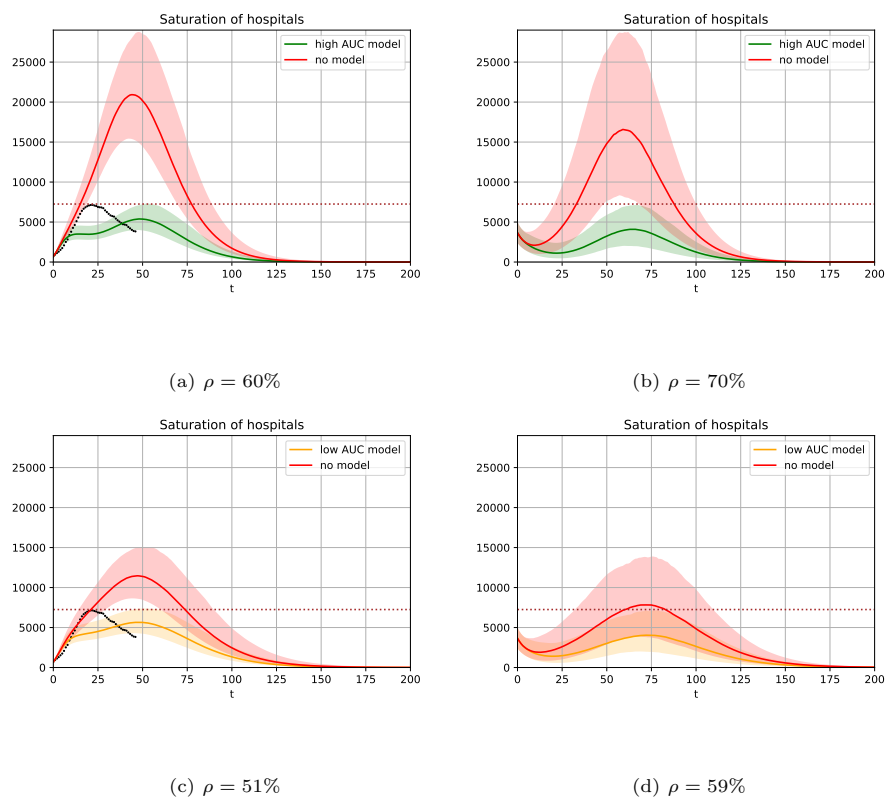 Saturation of hospitals
high AUC model
no model
25000
20000
15000
10000
5000
0
0 25 50 75 100 125 150 175 200
t
(a) ρ = 60%
Saturation of hospitals
high AUC model
no model
25000
20000
15000
10000
5000
0
0 25 50 75 100 125 150 175 200
t
(b) ρ = 70%
Saturation of hospitals
low AUC model
no model
25000
20000
15000
10000
5000
0
0 25 50 75 100 125 150 175 200
t
(c) ρ = 51%
Saturation of hospitals
low AUC model
no model
25000
20000
15000
10000
5000
0
0 25 50 75 100 125 150 175 200
t
(d) ρ = 59%